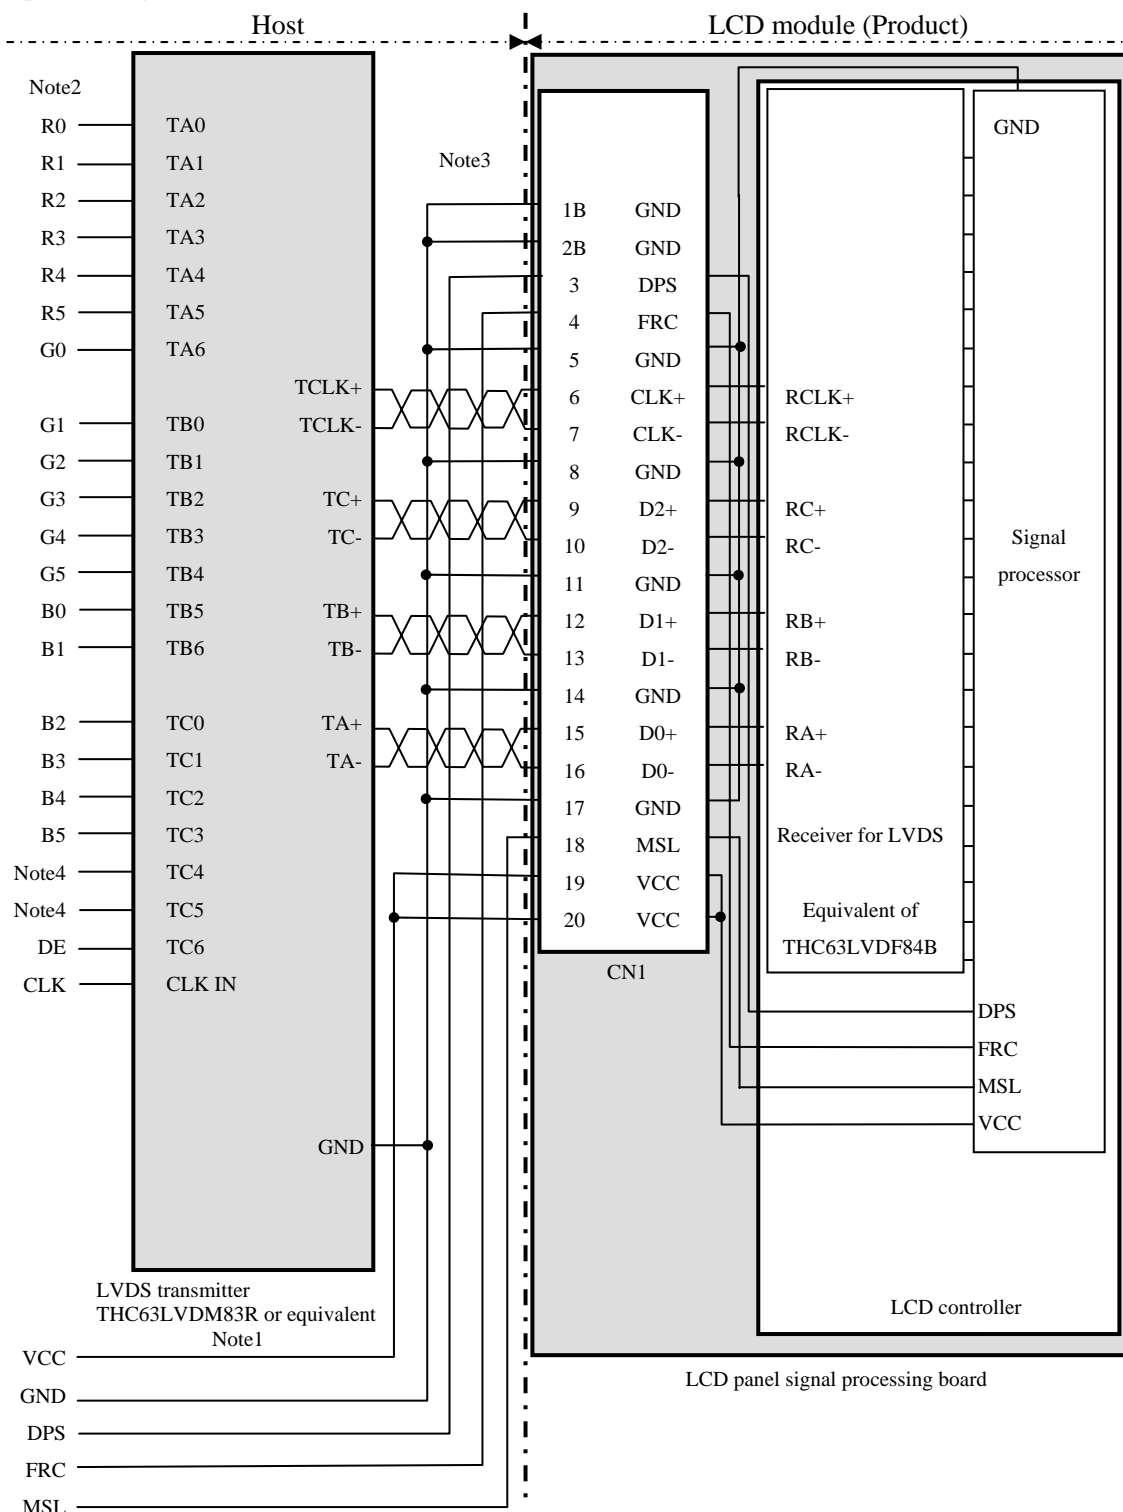 Host
LCD module (Product)
Note2
R0 TA0
R1 TA1
R2 TA2
R3 TA3
R4 TA4
R5 TA5
G0 TA6
G1 TB0
G2 TB1
G3 TB2
G4 TB3
G5 TB4
B0 TB5
B1 TB6
B2 TC0
B3 TC1
B4 TC2
B5 TC3
Note4 TC4
Note4 TC5
DE TC6
CLK CLK IN
TCLK+
TCLK-
TC+
TC-
TB+
TB-
TA+
TA-
GND
LVDS transmitter
THC63LVDM83R or equivalent
Note1
VCC
GND
DPS
FRC
MSL
Note3
1B GND
2B GND
3 DPS
4 FRC
5 GND
6 CLK+
7 CLK-
8 GND
9 D2+
10 D2-
11 GND
12 D1+
13 D1-
14 GND
15 D0+
16 D0-
17 GND
18 MSL
19 VCC
20 VCC
CN1
RCLK+
RCLK-
RC+
RC-
RB+
RB-
RA+
RA-
Receiver for LVDS
Equivalent of
THC63LVDF84B
GND
Signal
processor
DPS
FRC
MSL
VCC
LCD controller
LCD panel signal processing board